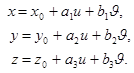 x = x₀ + a₁u + b₁ϑ,
y = y₀ + a₂u + b₂ϑ,
z = z₀ + a₃u + b₃ϑ.